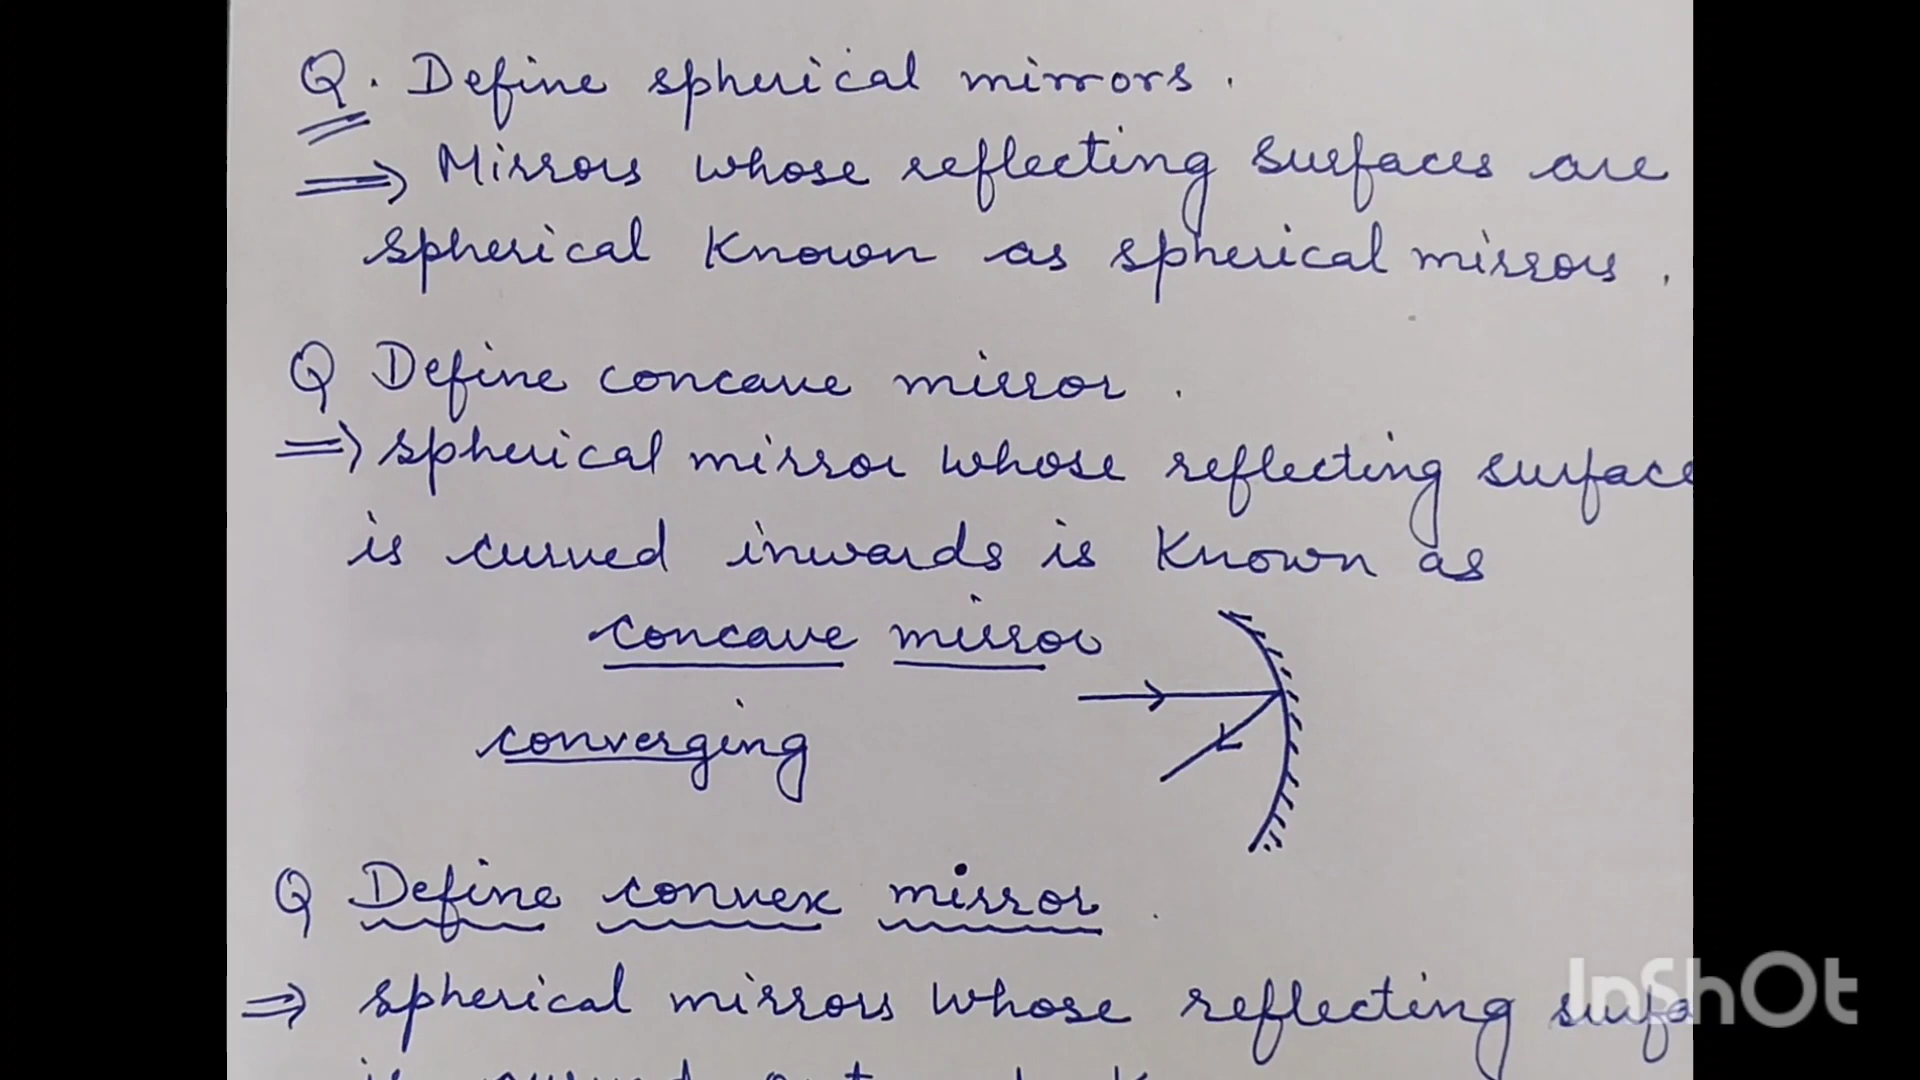 Q. Define spherical mirrors.
⇒ Mirrors whose reflecting surfaces are
spherical known as spherical mirrors.
Q Define concave mirror.
⇒ spherical mirror whose reflecting surface
is curved inwards is known as
concave mirror
converging
Q Define convex mirror.
⇒ spherical mirrors whose reflecting surfa
InShOt